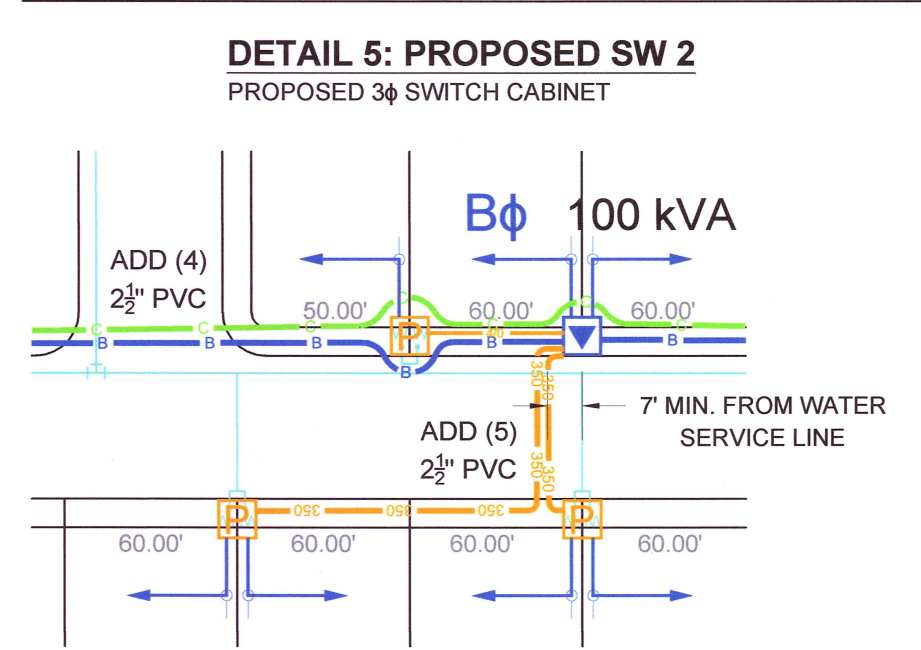 DETAIL 5: PROPOSED SW 2
PROPOSED 3ϕ SWITCH CABINET
Bϕ 100 kVA
ADD (4)
2½" PVC
50.00' 60.00' 60.00'
C C C C C C
P 4/0
B B B B B
350 350
7' MIN. FROM WATER
SERVICE LINE
ADD (5)
2½" PVC
350 350
350 350 350
P P
60.00' 60.00' 60.00' 60.00'